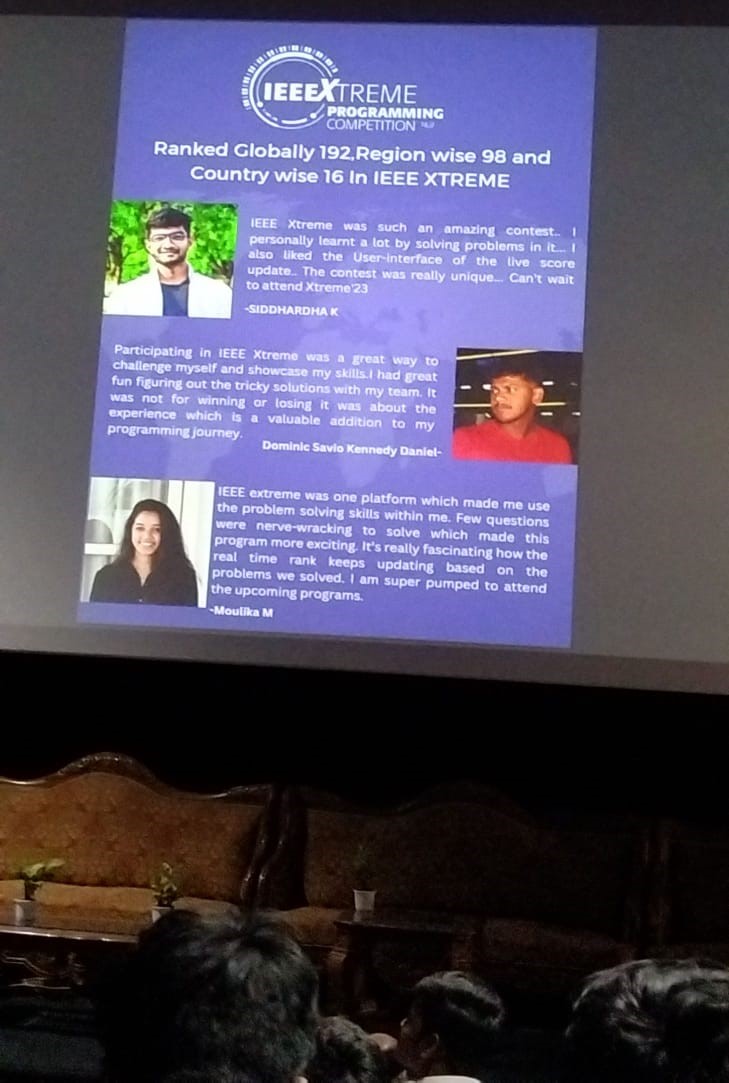 IEEEXTREME
PROGRAMMING
COMPETITION
Ranked Globally 192,Region wise 98 and
Country wise 16 In IEEE XTREME
IEEE Xtreme was such an amazing contest.. I
personally learnt a lot by solving problems in it... I
also liked the User-interface of the live score
update.. The contest was really unique... Can't wait
to attend Xtreme'23
-SIDDHARDHA K
Participating in IEEE Xtreme was a great way to
challenge myself and showcase my skills.I had great
fun figuring out the tricky solutions with my team. It
was not for winning or losing it was about the
experience which is a valuable addition to my
programming journey.
Dominic Savio Kennedy Daniel-
IEEE extreme was one platform which made me use
the problem solving skills within me. Few questions
were nerve-wracking to solve which made this
program more exciting. It's really fascinating how the
real time rank keeps updating based on the
problems we solved. I am super pumped to attend
the upcoming programs.
-Moulika M